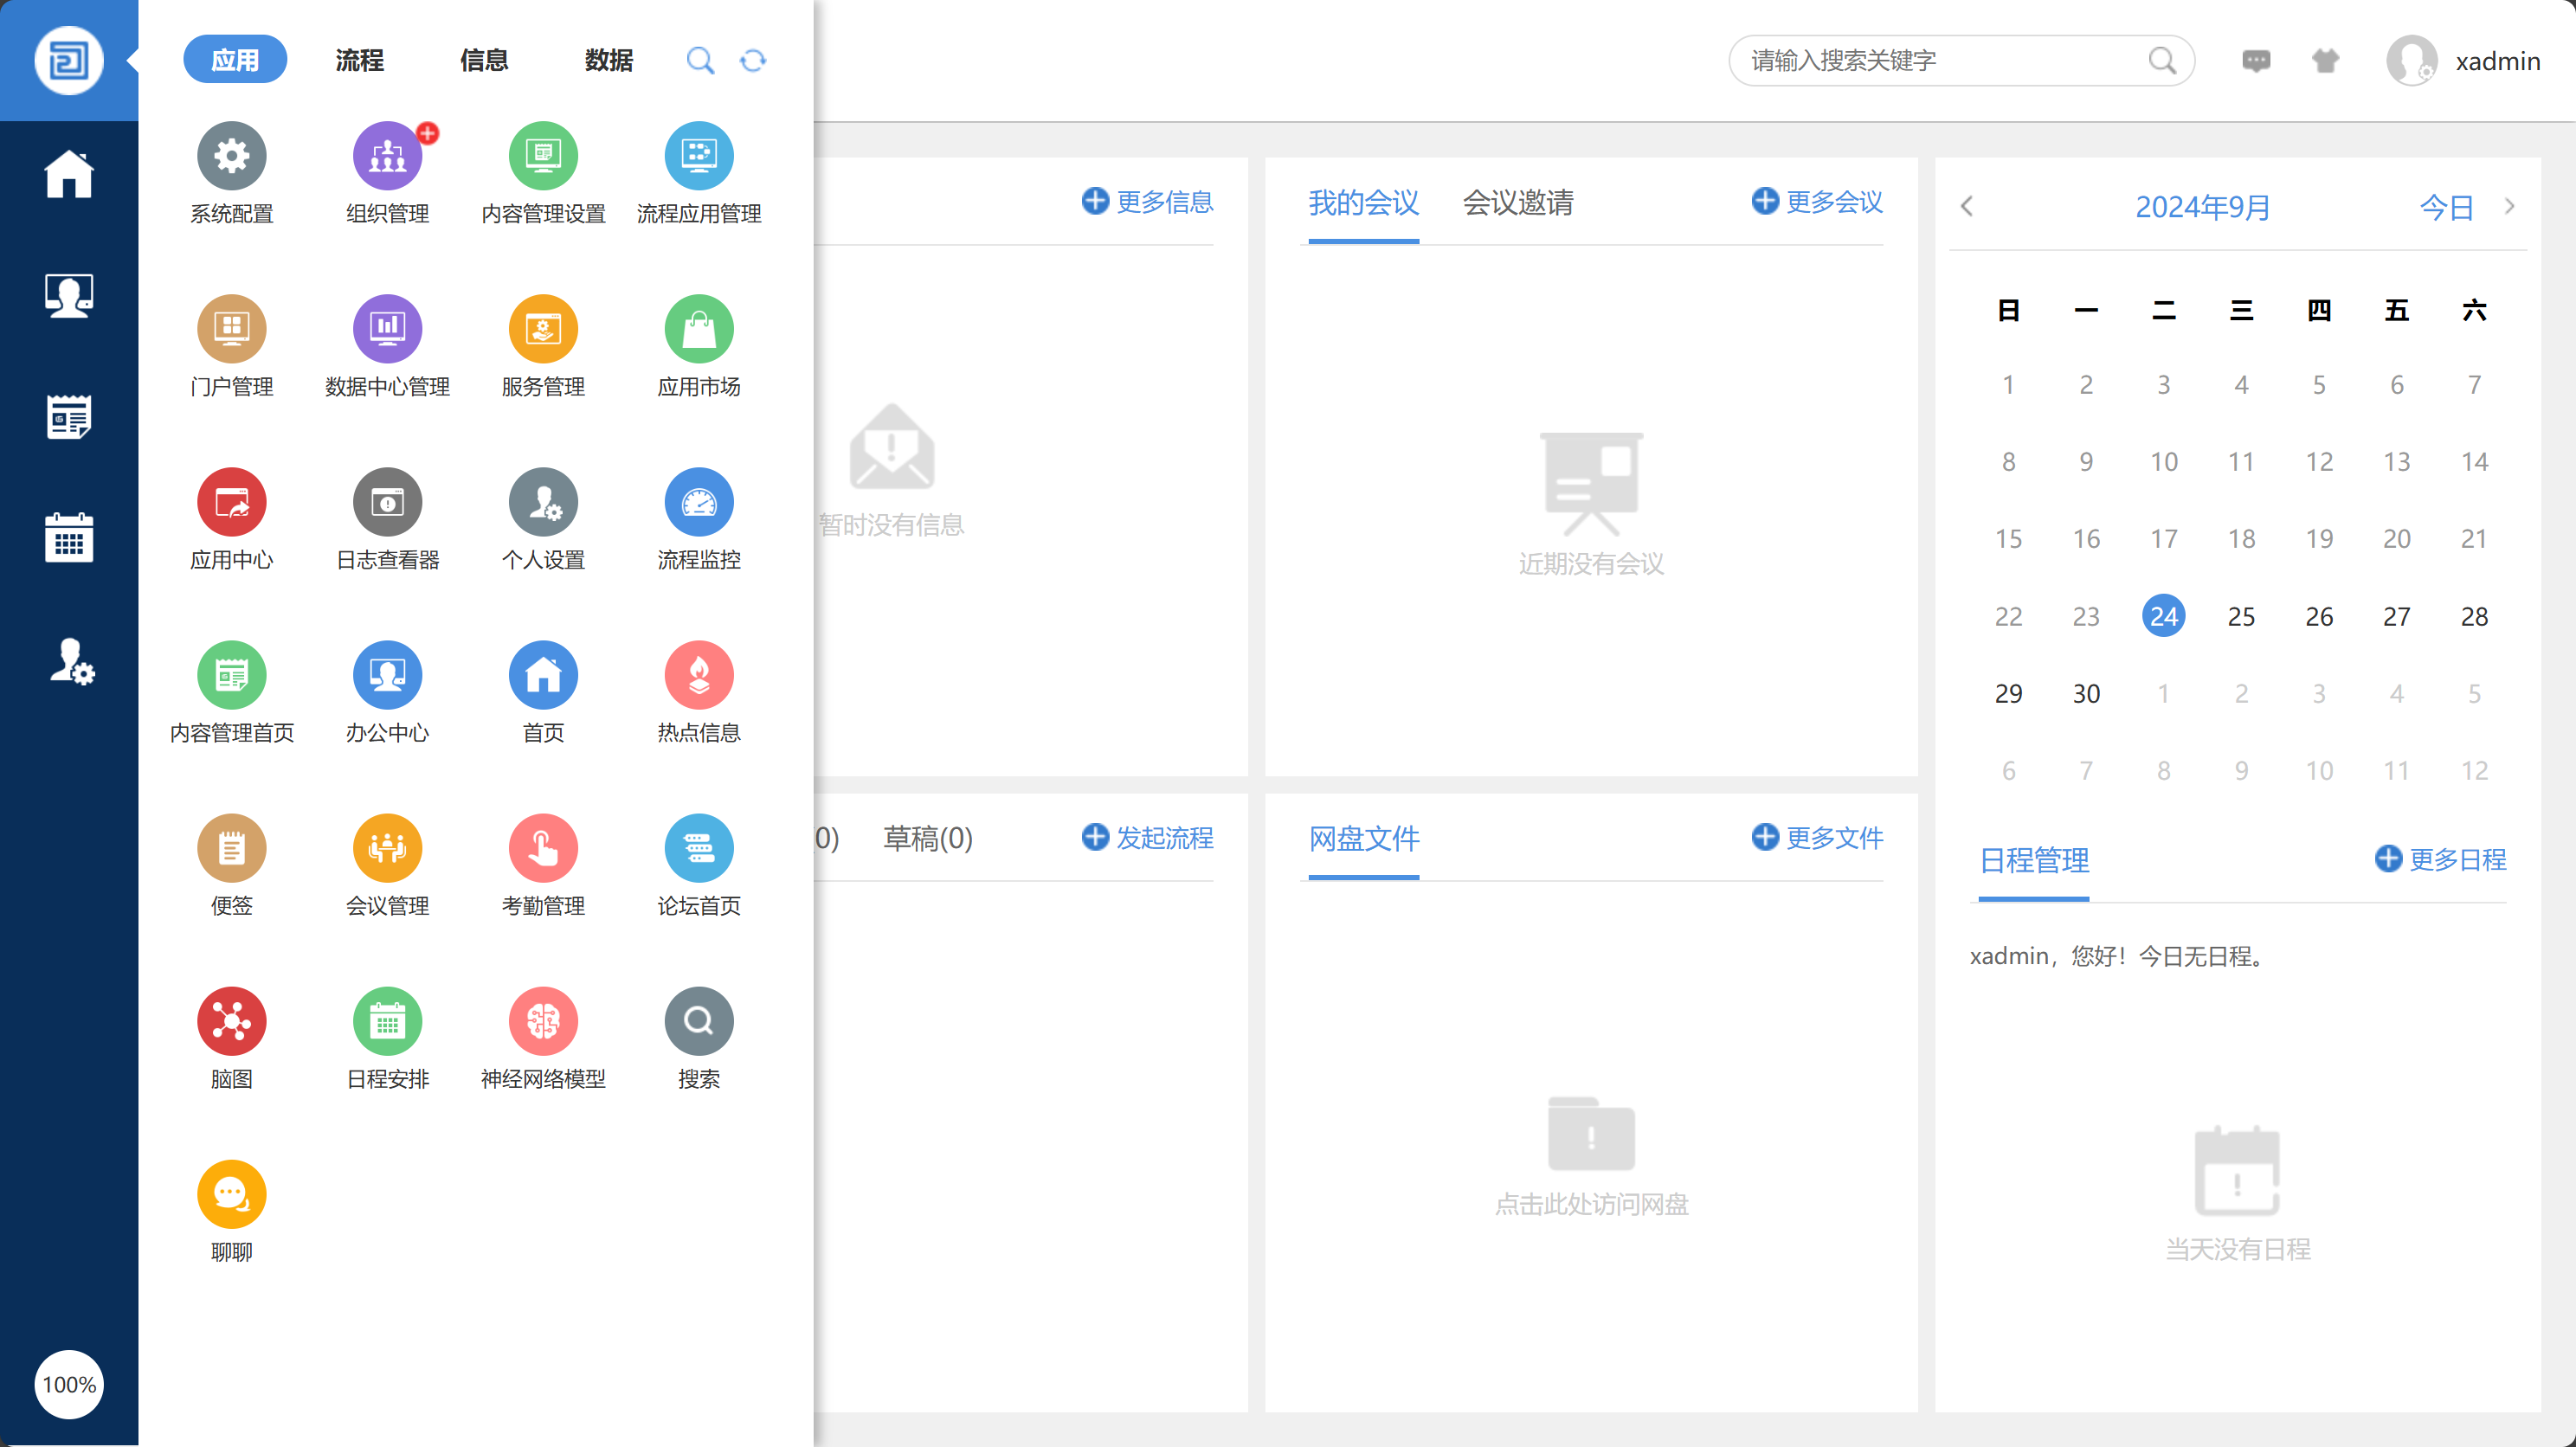 应用 流程 信息 数据
请输入搜索关键字
xadmin
系统配置 组织管理 内容管理设置 流程应用管理
门户管理 数据中心管理 服务管理 应用市场
应用中心 日志查看器 个人设置 流程监控
内容管理首页 办公中心 首页 热点信息
便签 会议管理 考勤管理 论坛首页
脑图 日程安排 神经网络模型 搜索
聊聊
100%
更多信息
暂时没有信息
我的会议 会议邀请 更多会议
近期没有会议
0) 草稿(0) 发起流程
网盘文件 更多文件
点击此处访问网盘
2024年9月 今日
日 一 二 三 四 五 六
1 2 3 4 5 6 7
8 9 10 11 12 13 14
15 16 17 18 19 20 21
22 23 24 25 26 27 28
29 30 1 2 3 4 5
6 7 8 9 10 11 12
日程管理 更多日程
xadmin，您好！今日无日程。
当天没有日程